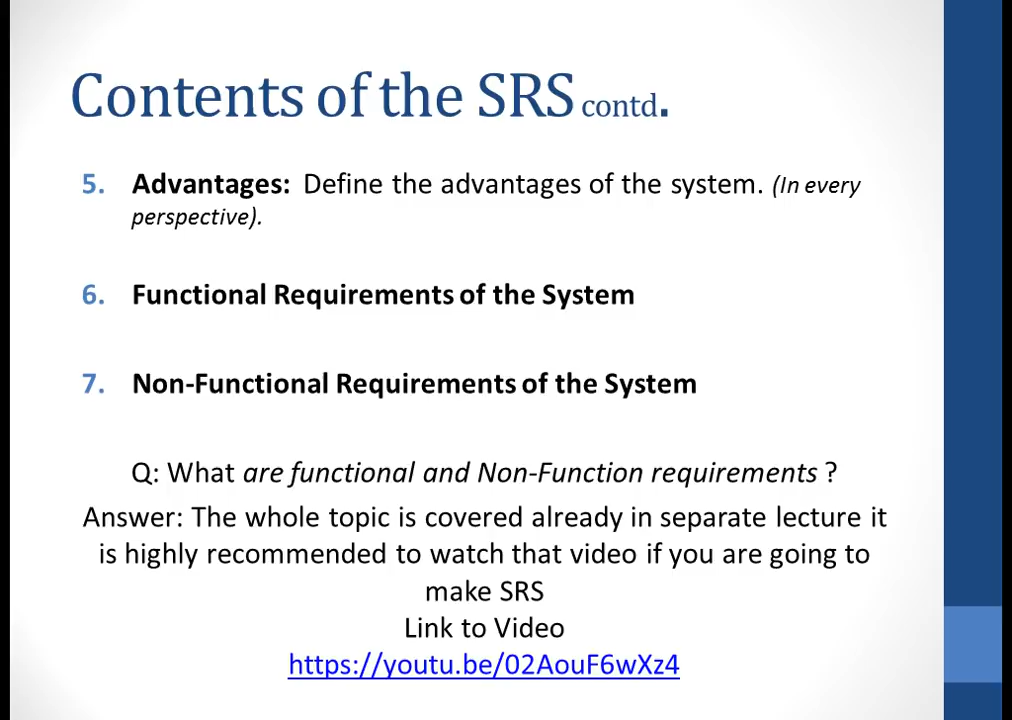 Contents of the SRS contd.
5. Advantages: Define the advantages of the system. (In every
perspective).
6. Functional Requirements of the System
7. Non-Functional Requirements of the System
Q: What are functional and Non-Function requirements ?
Answer: The whole topic is covered already in separate lecture it
is highly recommended to watch that video if you are going to
make SRS
Link to Video
https://youtu.be/02AouF6wXz4